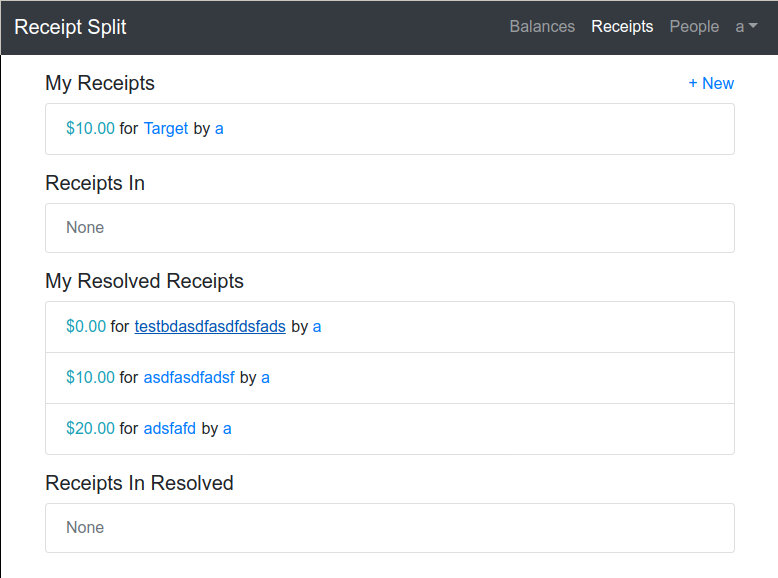 Receipt Split Balances Receipts People a
My Receipts + New
$10.00 for Target by a
Receipts In
None
My Resolved Receipts
$0.00 for testbdasdfasdfdsfads by a
$10.00 for asdfasdfadsf by a
$20.00 for adsfafd by a
Receipts In Resolved
None